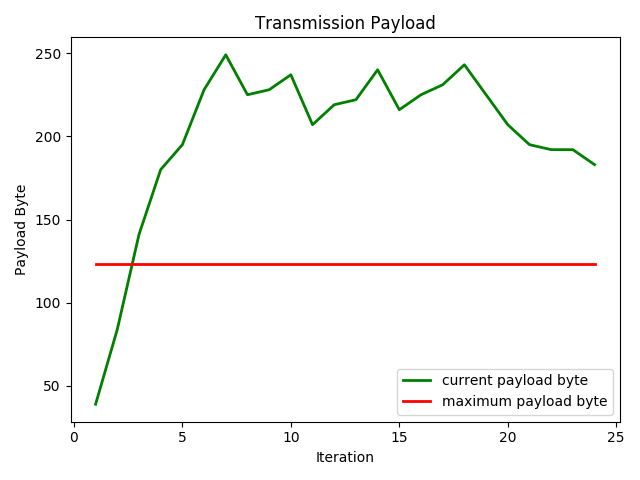 Transmission Payload
250
200
150
100
50
Payload Byte
0
5
10
15
20
25
Iteration
current payload byte
maximum payload byte